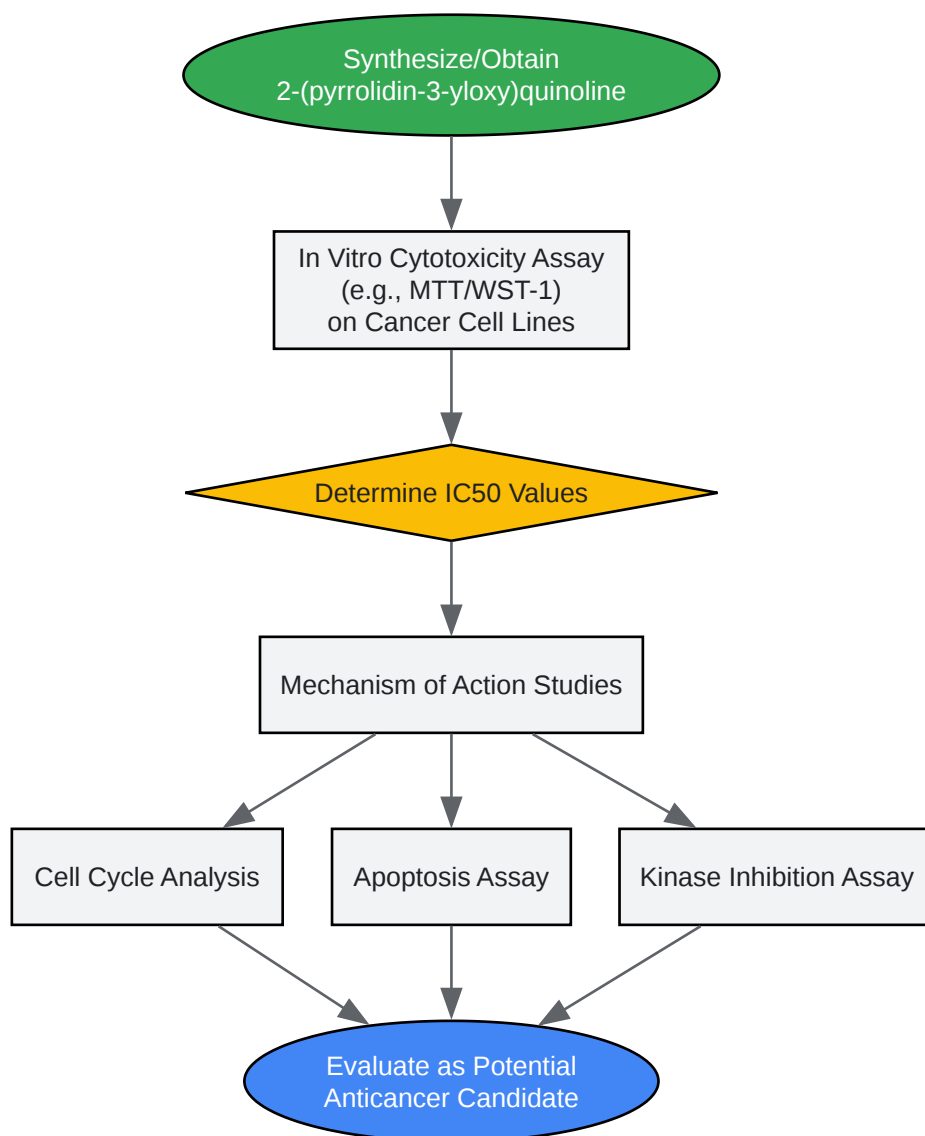 Synthesize/Obtain
2-(pyrrolidin-3-yloxy)quinoline
In Vitro Cytotoxicity Assay
(e.g., MTT/WST-1)
on Cancer Cell Lines
Determine IC50 Values
Mechanism of Action Studies
Cell Cycle Analysis
Apoptosis Assay
Kinase Inhibition Assay
Evaluate as Potential
Anticancer Candidate